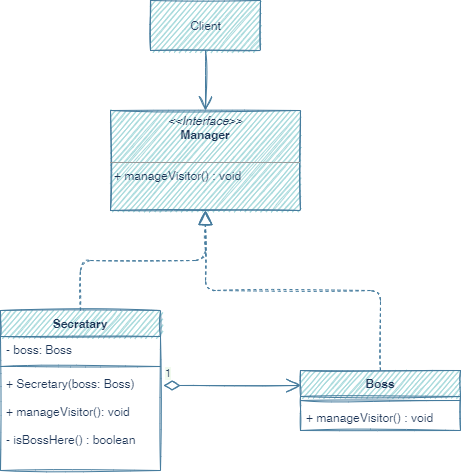 Client
<<Interface>>
Manager
+ manageVisitor() : void
Secratary
- boss: Boss
+ Secretary(boss: Boss)
+ manageVisitor(): void
- isBossHere() : boolean
1
Boss
+ manageVisitor() : void